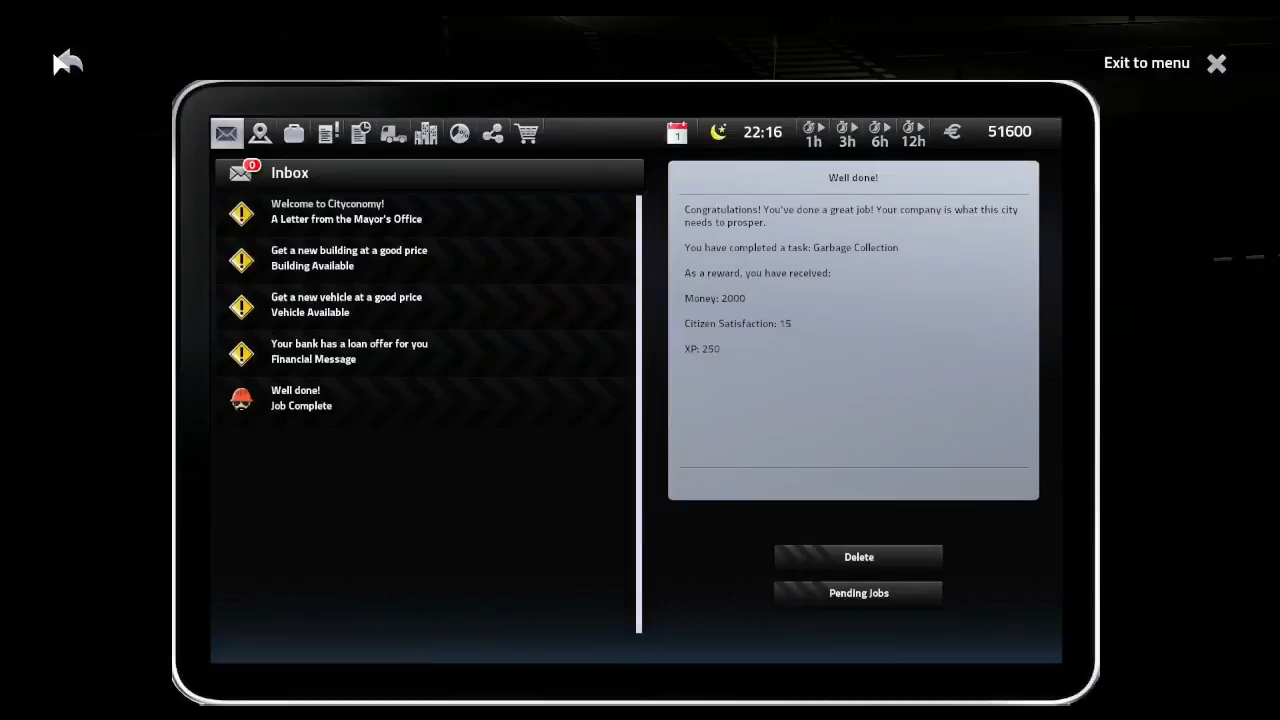 Exit to menu
1
22:16
1h
3h
6h
12h
€
51600
0
Inbox
Welcome to Cityconomy!
A Letter from the Mayor's Office
Get a new building at a good price
Building Available
Get a new vehicle at a good price
Vehicle Available
Your bank has a loan offer for you
Financial Message
Well done!
Job Complete
Well done!
Congratulations! You've done a great job! Your company is what this city
needs to prosper.
You have completed a task: Garbage Collection
As a reward, you have received:
Money: 2000
Citizen Satisfaction: 15
XP: 250
Delete
Pending Jobs